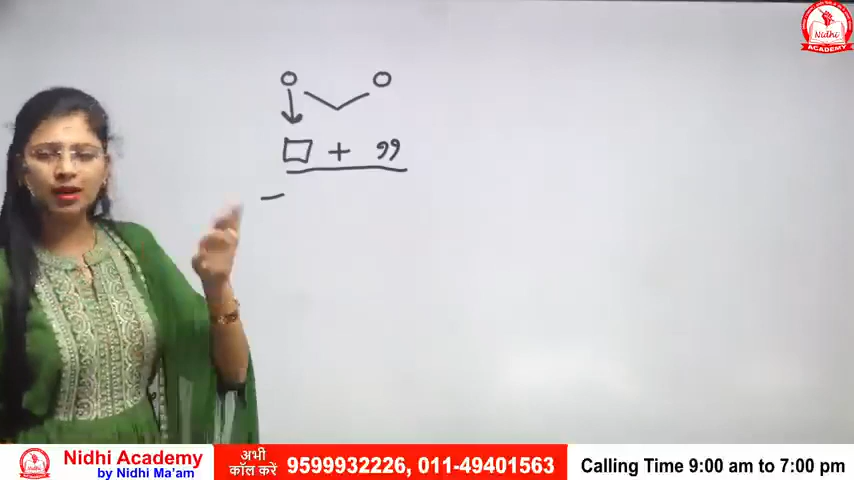 Nidhi
ACADEMY
O O
□ + 99
Nidhi Academy
by Nidhi Ma'am
अभी
कॉल करें
9599932226, 011-49401563
Calling Time 9:00 am to 7:00 pm